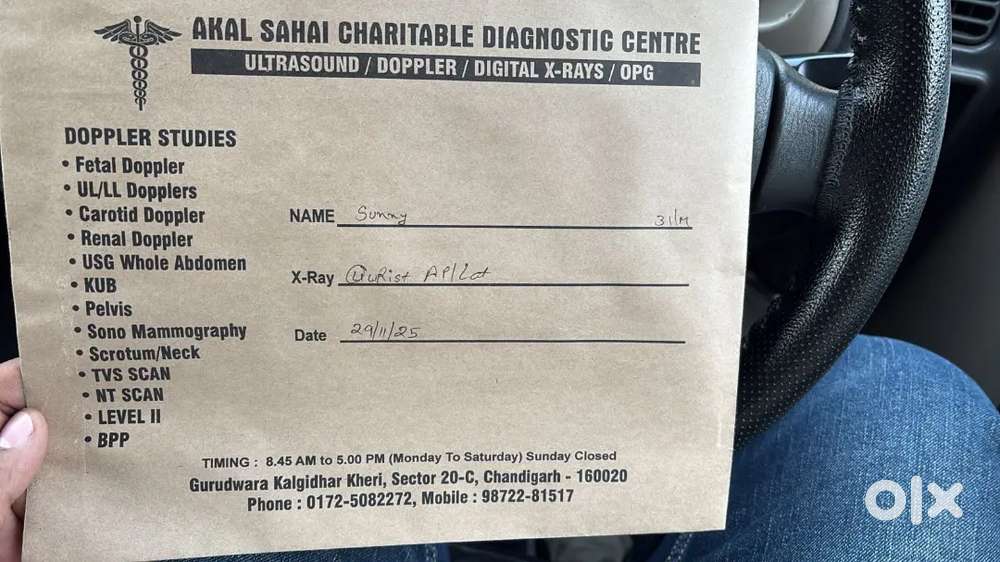 AKAL SAHAI CHARITABLE DIAGNOSTIC CENTRE
ULTRASOUND / DOPPLER / DIGITAL X-RAYS / OPG
DOPPLER STUDIES
• Fetal Doppler
• UL/LL Dopplers
• Carotid Doppler
• Renal Doppler
• USG Whole Abdomen
• KUB
• Pelvis
• Sono Mammography
• Scrotum/Neck
• TVS SCAN
• NT SCAN
• LEVEL II
• BPP
NAME Sunny 31/M
X-Ray Ⓛ wRist AP/Lat
Date 29/11/25
TIMING : 8.45 AM to 5.00 PM (Monday To Saturday) Sunday Closed
Gurudwara Kalgidhar Kheri, Sector 20-C, Chandigarh - 160020
Phone : 0172-5082272, Mobile : 98722-81517
olx